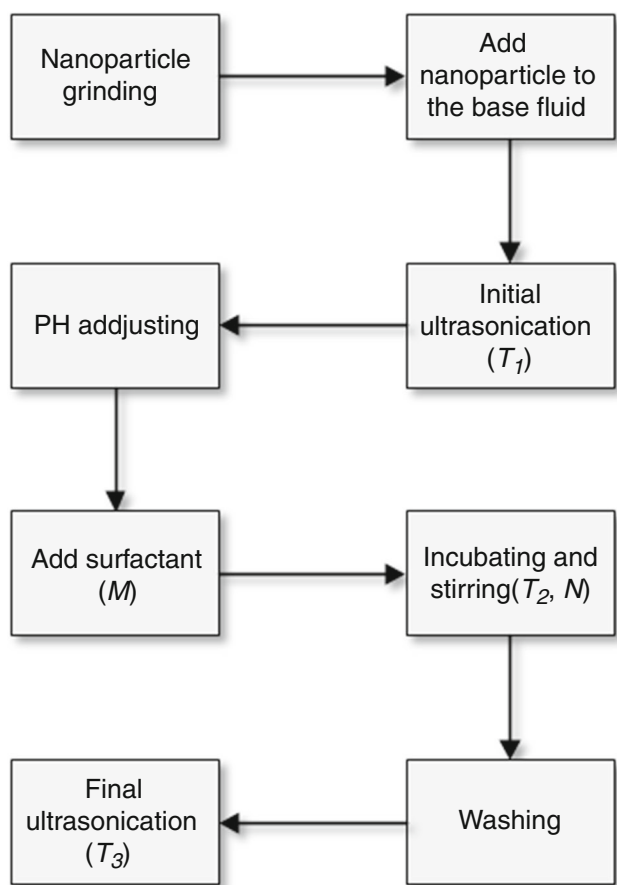 Nanoparticle
grinding
Add
nanoparticle to
the base fluid
Initial
ultrasonication
(T1)
PH addjusting
Add surfactant
(M)
Incubating and
stirring(T2, N)
Washing
Final
ultrasonication
(T3)